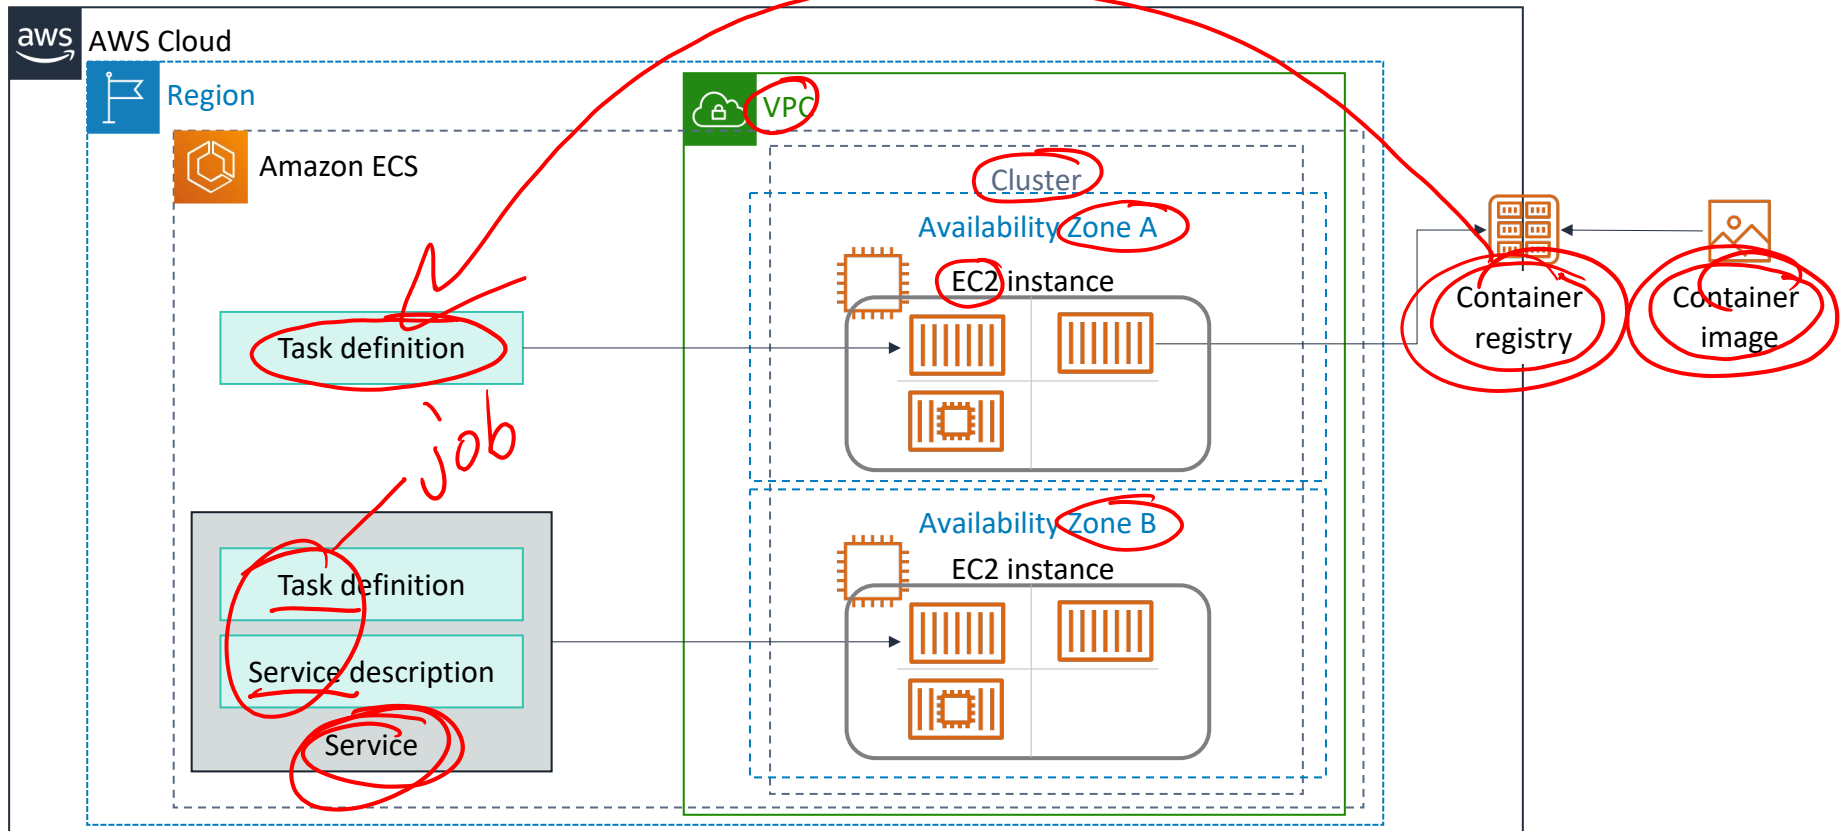 aws
AWS Cloud
Region
VPC
Amazon ECS
Cluster
Availability Zone A
EC2 instance
Container
registry
Container
image
Task definition
job
Availability Zone B
EC2 instance
Task definition
Service description
Service